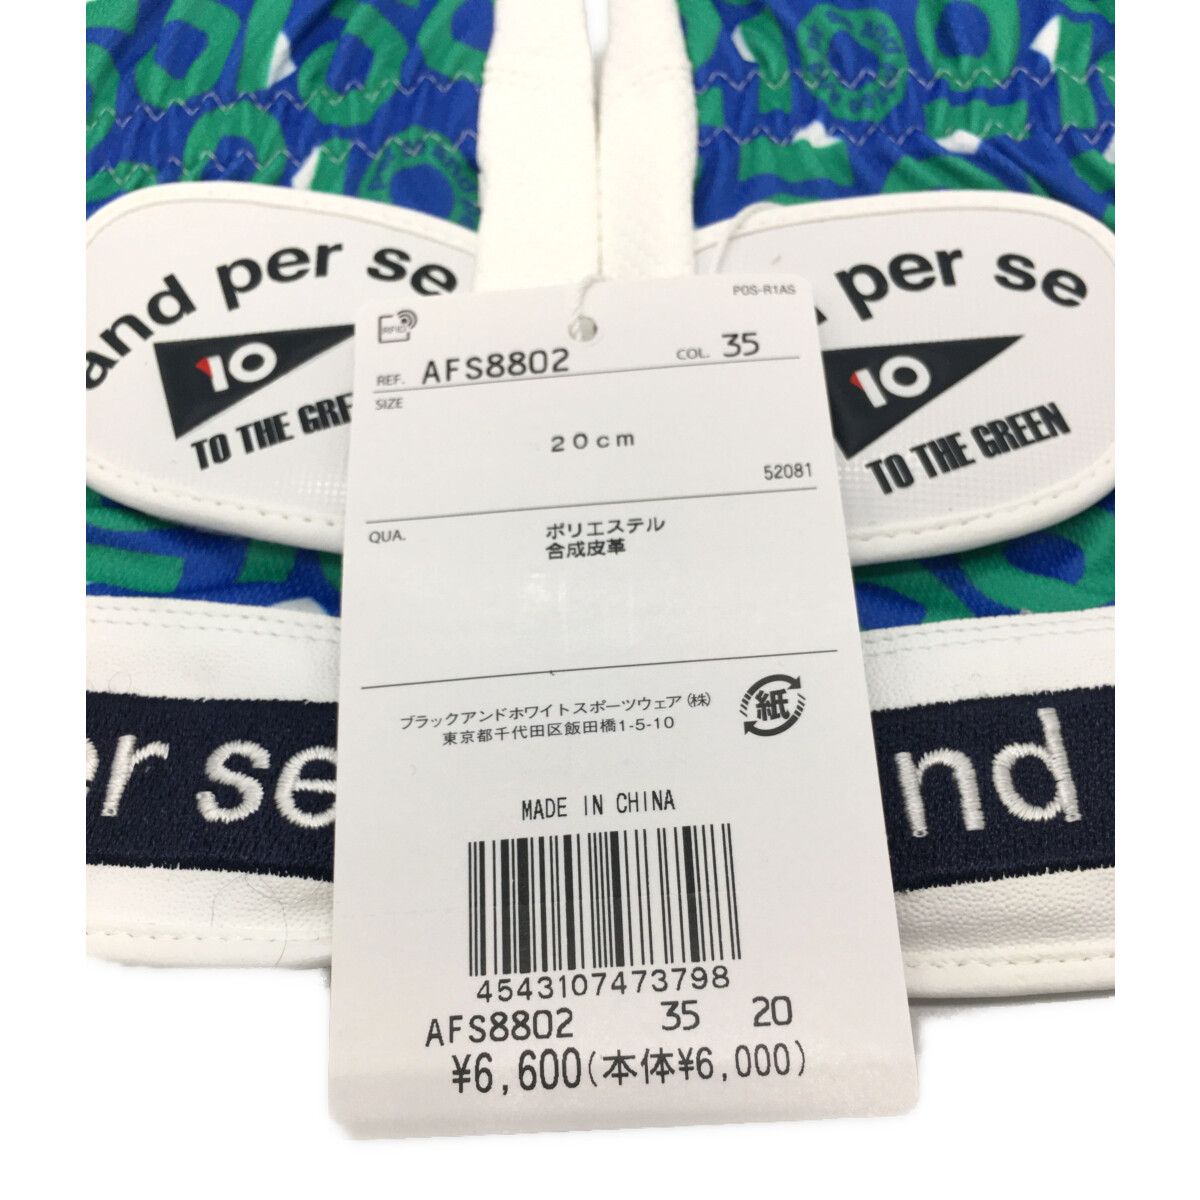 and per se
10
TO THE GRE
per se
10
TO THE GREEN
RFID
POS-R1AS
REF. AFS8802 COL. 35
SIZE
20cm
52081
QUA. ポリエステル
合成皮革
ブラックアンドホワイトスポーツウェア(株)
東京都千代田区飯田橋1-5-10
紙
MADE IN CHINA
4543107473798
AFS8802 35 20
¥6,600(本体¥6,000)
er se
nd